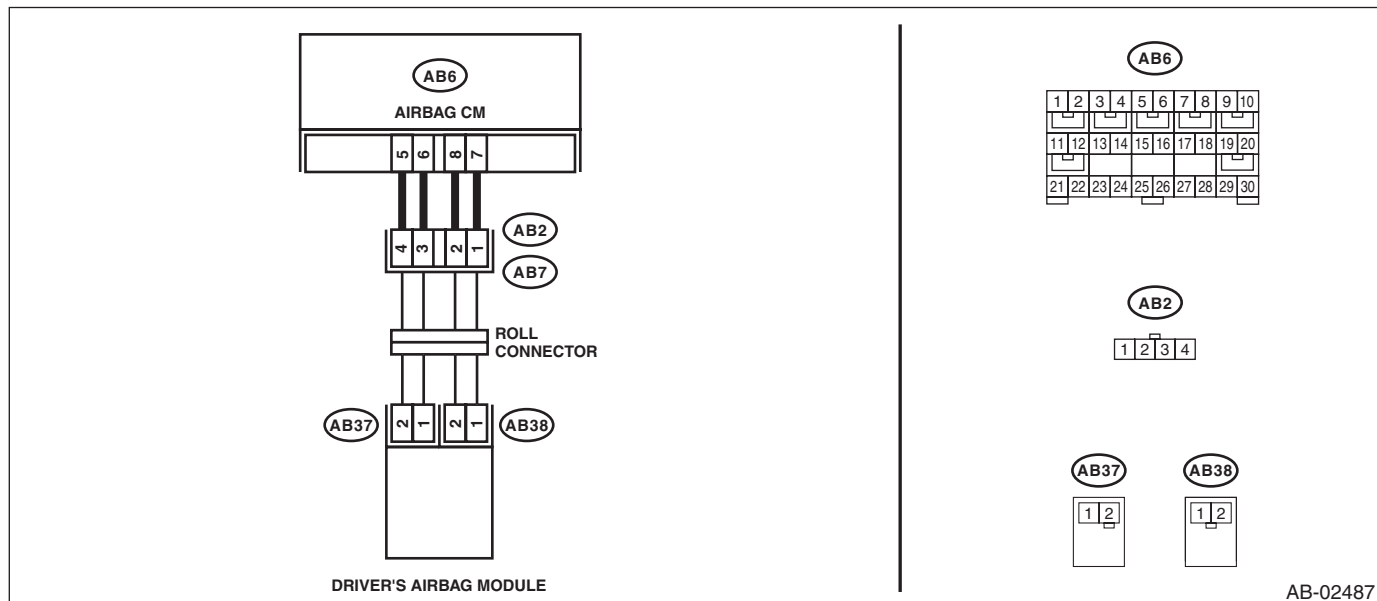 AB6
AIRBAG CM
5 6 8 7
AB2
4 3 2 1
AB7
ROLL
CONNECTOR
AB37
2 1 2 1
AB38
DRIVER'S AIRBAG MODULE
AB6
1 2 3 4 5 6 7 8 9 10
11 12 13 14 15 16 17 18 19 20
21 22 23 24 25 26 27 28 29 30
AB2
1 2 3 4
AB37
AB38
1 2
1 2
AB-02487